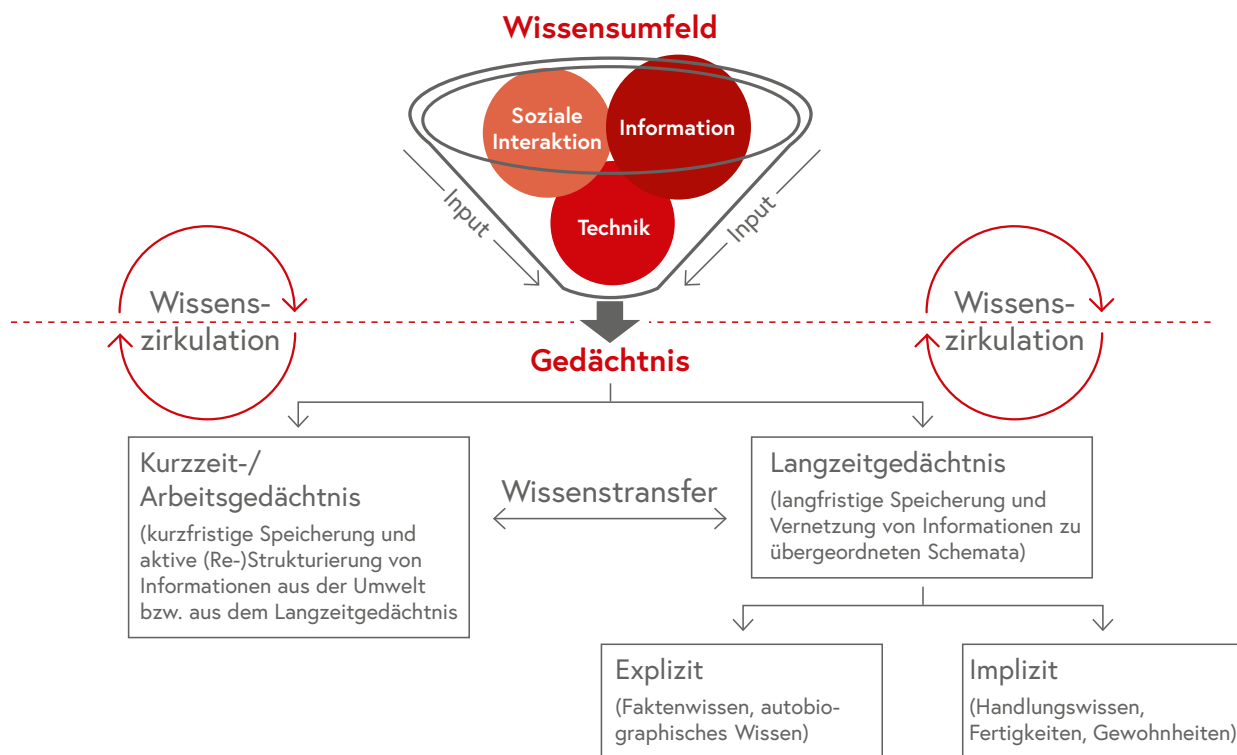 Wissensumfeld
Soziale
Interaktion
Information
Technik
Input
Input
Wissens-
zirkulation
Wissens-
zirkulation
Gedächtnis
Kurzzeit-/
Arbeitsgedächtnis
(kurzfristige Speicherung und
aktive (Re-)Strukturierung von
Informationen aus der Umwelt
bzw. aus dem Langzeitgedächtnis
Wissenstransfer
Langzeitgedächtnis
(langfristige Speicherung und
Vernetzung von Informationen zu
übergeordneten Schemata)
Explizit
(Faktenwissen, autobio-
graphisches Wissen)
Implizit
(Handlungswissen,
Fertigkeiten, Gewohnheiten)